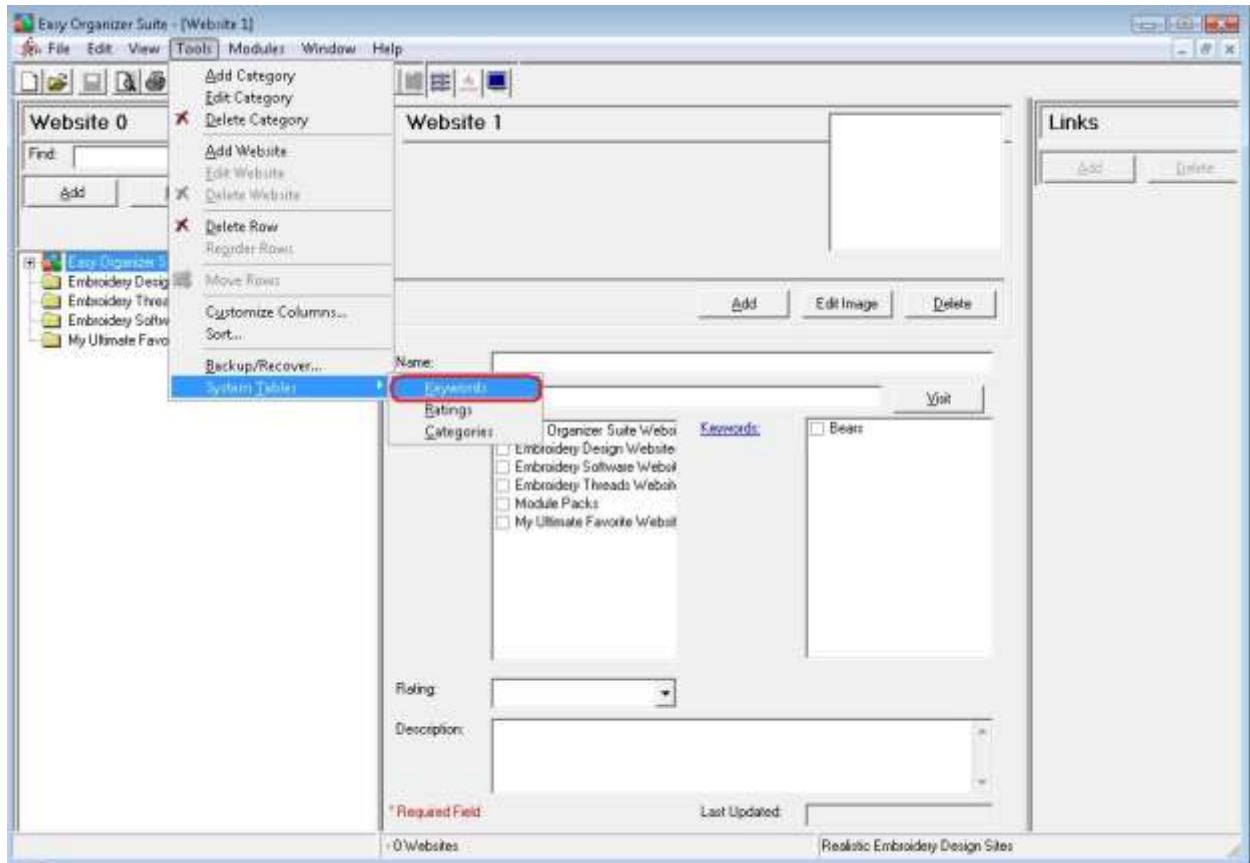 Easy Organizer Suite - [Website 1]
File Edit View Tools Modules Window Help
Add Category
Edit Category
Delete Category
Add Website
Edit Website
Delete Website
Delete Row
Reorder Rows
Move Rows
Customize Columns...
Sort...
Backup/Recover...
System Tables
Keywords
Ratings
Categories
Website 0
Find:
Add
Easy Organizer S
Embroidery Desig
Embroidery Threa
Embroidery Softw
My Ultimate Favo
Website 1
Add Edit Image Delete
Name:
Visit
Organizer Suite Websi
Embroidery Design Website
Embroidery Software Websit
Embroidery Threads Websit
Module Packs
My Ultimate Favorite Websit
Keywords:
Bears
Rating:
Description:
* Required Field
Last Updated:
Links
Add Delete
- 0 Websites
Realistic Embroidery Design Sites